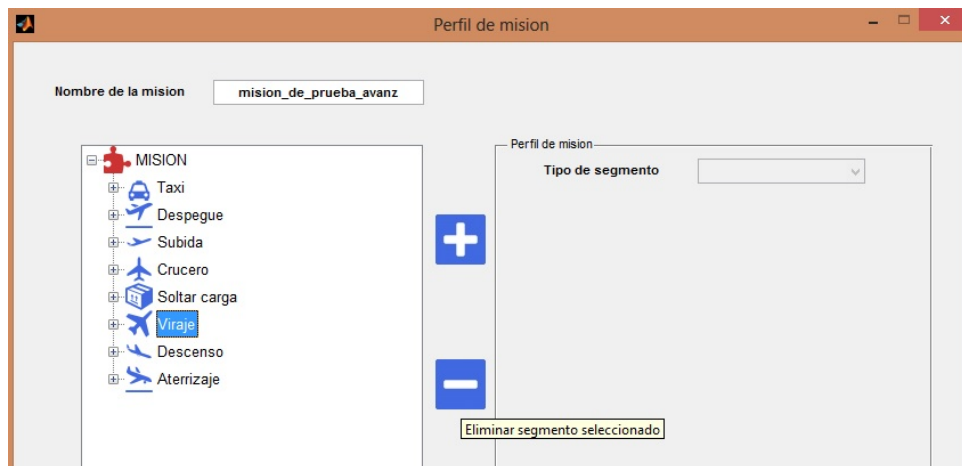 Perfil de mision
Nombre de la mision
mision_de_prueba_avanz
MISION
Taxi
Despegue
Subida
Crucero
Soltar carga
Viraje
Descenso
Aterrizaje
Perfil de mision
Tipo de segmento
Eliminar segmento seleccionado